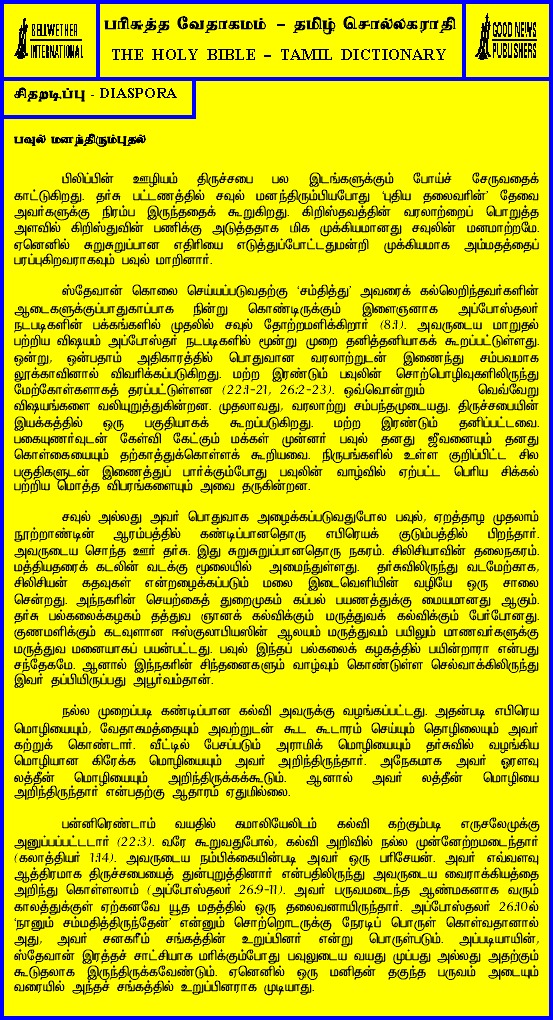 BELLWETHER
INTERNATIONAL
பரிசுத்த வேதாகமம் – தமிழ் சொல்லகராதி
THE HOLY BIBLE – TAMIL DICTIONARY
GOOD NEWS
PUBLISHERS
சிதறடிப்பு - DIASPORA
பவுல் மனந்திரும்புதல்
பிலிப்பின் ஊழியம் திருச்சபை பல இடங்களுக்கும் போய்ச் சேருவதைக்
காட்டுகிறது. தர்சு பட்டணத்தில் சவுல் மனந்திரும்பியபோது 'புதிய தலைவரின்' தேவை
அவர்களுக்கு நிரம்ப இருந்ததைக் கூறுகிறது. கிறிஸ்தவத்தின் வரலாற்றைப் பொறுத்த
அளவில் கிறிஸ்துவின் பணிக்கு அடுத்ததாக மிக முக்கியமானது சவுலின் மனமாற்றமே.
ஏனெனில் சுறுசுறுப்பான எதிரியை எடுத்துப்போட்டதுமன்றி முக்கியமாக அம்மதத்தைப்
பரப்புகிறவராகவும் பவுல் மாறினார்.
ஸ்தேவான் கொலை செய்யப்படுவதற்கு 'சம்தித்து' அவரைக் கல்லெறிந்தவர்களின்
ஆடைகளுக்குப்பாதுகாப்பாக நின்று கொண்டிருக்கும் இளைஞனாக அப்போஸ்தலர்
நடபடிகளின் பக்கங்களில் முதலில் சவுல் தோற்றமளிக்கிறார் (8:1). அவருடைய மாறுதல்
பற்றிய விஷயம் அப்போஸ்தர் நடபடிகளில் மூன்று முறை தனித்தனியாகக் கூறப்பட்டுள்ளது.
ஒன்று, ஒன்பதாம் அதிகாரத்தில் பொதுவான வரலாற்றுடன் இணைந்து சம்பவமாக
லூக்காவினால் விவரிக்கப்படுகிறது. மற்ற இரண்டும் பவுலின் சொற்பொழிவுகளிலிருந்து
மேற்கோள்களாகத் தரப்பட்டுள்ளன (22:1-21, 26:2-23). ஒவ்வொன்றும் வெவ்வேறு
விஷயங்களை வலியுறுத்துகின்றன. முதலாவது, வரலாற்று சம்பந்தமுடையது. திருச்சபையின்
இயக்கத்தில் ஒரு பகுதியாகக் கூறப்படுகிறது. மற்ற இரண்டும் தனிப்பட்டவை.
பகையுணர்வுடன் கேள்வி கேட்கும் மக்கள் முன்னர் பவுல் தனது ஜீவனையும் தனது
கொள்கையையும் தற்காத்துக்கொள்ளக் கூறியவை. நிருபங்களில் உள்ள குறிப்பிட்ட சில
பகுதிகளுடன் இணைத்துப் பார்க்கும்போது பவுலின் வாழ்வில் ஏற்பட்ட பெரிய சிக்கல்
பற்றிய மொத்த விபரங்களையும் அவை தருகின்றன.
சவுல் அல்லது அவர் பொதுவாக அழைக்கப்படுவதுபோல பவுல், ஏறத்தாழ முதலாம்
நூற்றாண்டின் ஆரம்பத்தில் கண்டிப்பானதொரு எபிரெயக் குடும்பத்தில் பிறந்தார்.
அவருடைய சொந்த ஊர் தர்சு. இது சுறுசுறுப்பானதொரு நகரம். சிலிசியாவின் தலைநகரம்.
மத்தியதரைக் கடலின் வடக்கு மூலையில் அமைந்துள்ளது. தர்சுவிலிருந்து வடமேற்காக,
சிலிசியன் கதவுகள் என்றழைக்கப்படும் மலை இடைவெளியின் வழியே ஒரு சாலை
சென்றது. அந்நகரின் செயற்கைத் துறைமுகம் கப்பல் பயணத்துக்கு மையமானது ஆகும்.
தர்சு பல்கலைக்கழகம் தத்துவ ஞானக் கல்விக்கும் மருத்துவக் கல்விக்கும் பேர்போனது.
குணமளிக்கும் கடவுளான ஈஸ்குலாபியஸின் ஆலயம் மருத்துவம் பயிலும் மாணவர்களுக்கு
மருத்துவ மனையாகப் பயன்பட்டது. பவுல் இந்தப் பல்கலைக் கழகத்தில் பயின்றாரா என்பது
சந்தேகமே. ஆனால் இந்நகரின் சிந்தனைகளும் வாழ்வும் கொண்டுள்ள செல்வாக்கிலிருந்து
இவர் தப்பியிருப்பது அபூர்வம்தான்.
நல்ல முறைப்படி கண்டிப்பான கல்வி அவருக்கு வழங்கப்பட்டது. அதன்படி எபிரெய
மொழியையும், வேதாகமத்தையும் அவற்றுடன் கூட கூடாரம் செய்யும் தொழிலையும் அவர்
கற்றுக் கொண்டார். வீட்டில் பேசப்படும் அராமிக் மொழியையும் தர்சுவில் வழங்கிய
மொழியான கிரேக்க மொழியையும் அவர் அறிந்திருந்தார். அநேகமாக அவர் ஓரளவு
லத்தீன் மொழியையும் அறிந்திருக்கக்கூடும். ஆனால் அவர் லத்தீன் மொழியை
அறிந்திருந்தார் என்பதற்கு ஆதாரம் ஏதுமில்லை.
பன்னிரெண்டாம் வயதில் கமாலியேலிடம் கல்வி கற்கும்படி எருசலேமுக்கு
அனுப்பப்பட்டடார் (22:3). வரே கூறுவதுபோல், கல்வி அறிவில் நல்ல முன்னேற்றமடைந்தார்
(கலாத்தியர் 1:14). அவருடைய நம்பிக்கையின்படி அவர் ஒரு பரிசேயன். அவர் எவ்வளவு
ஆத்திரமாக திருச்சபையைத் துன்புறுத்தினார் என்பதிலிருந்து அவருடைய வைராக்கியத்தை
அறிந்து கொள்ளலாம் (அப்போஸ்தலர் 26:9-11). அவர் பருவமடைந்த ஆண்மகனாக வரும்
காலத்துக்குள் ஏற்கனவே யூத மதத்தில் ஒரு தலைவனாயிருந்தார். அப்போஸ்தலர் 26:10ல்
'நானும் சம்மதித்திருந்தேன்' என்னும் சொற்றொடருக்கு நேரடிப் பொருள் கொள்வதானால்
அது, அவர் சனகரீம் சங்கத்தின் உறுப்பினர் என்று பொருள்படும். அப்படியாயின்,
ஸ்தேவான் இரத்தச் சாட்சியாக மரிக்கும்போது பவுலுடைய வயது முப்பது அல்லது அதற்கும்
கூடுதலாக இருந்திருக்கவேண்டும். ஏனெனில் ஒரு மனிதன் தகுந்த பருவம் அடையும்
வரையில் அந்தச் சங்கத்தில் உறுப்பினராக முடியாது.